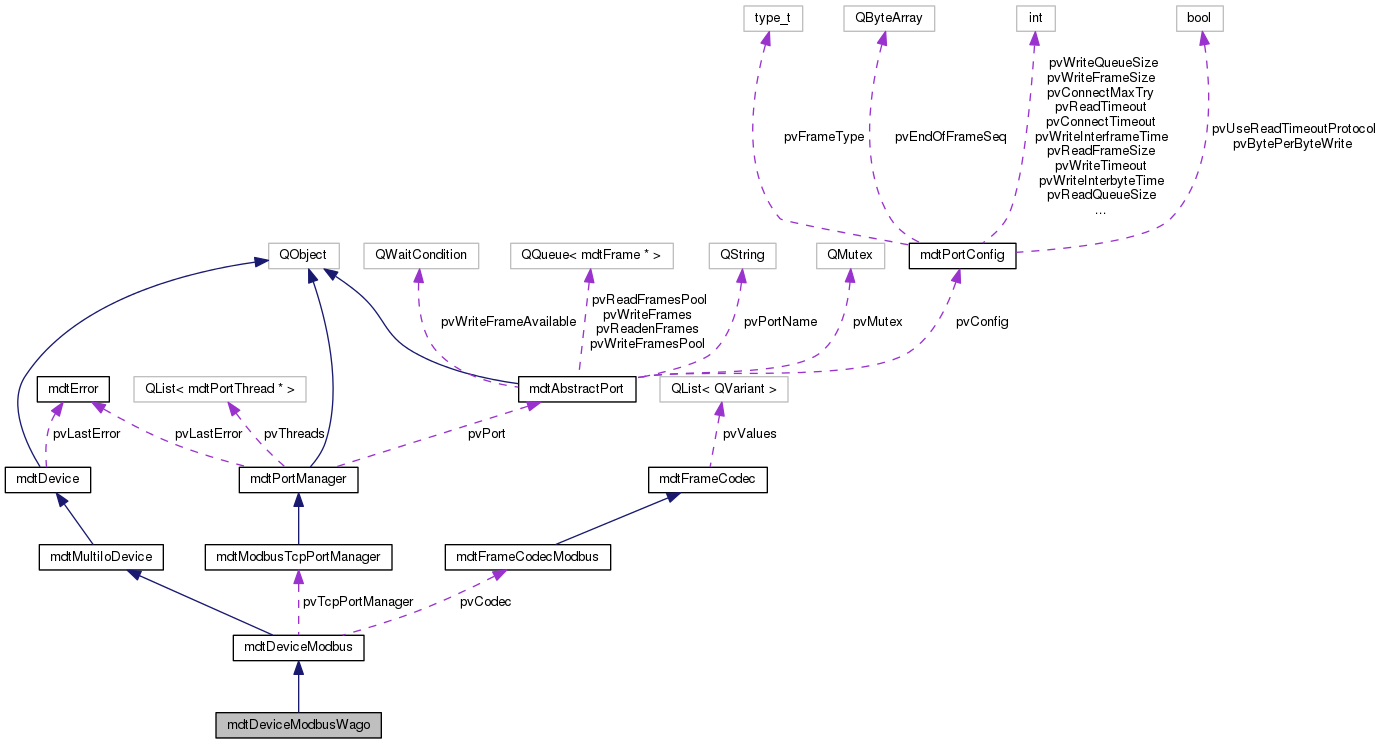 type_t
QByteArray
int
bool
pvWriteQueueSize
pvWriteFrameSize
pvConnectMaxTry
pvReadTimeout
pvConnectTimeout
pvWriteInterframeTime
pvReadFrameSize
pvWriteTimeout
pvWriteInterbyteTime
pvReadQueueSize
...
pvFrameType
pvEndOfFrameSeq
pvUseReadTimeoutProtocol
pvBytePerByteWrite
QObject
QWaitCondition
QQueue< mdtFrame * >
QString
QMutex
mdtPortConfig
pvWriteFrameAvailable
pvReadFramesPool
pvWriteFrames
pvReadenFrames
pvWriteFramesPool
pvPortName
pvMutex
pvConfig
mdtError
QList< mdtPortThread * >
mdtAbstractPort
QList< QVariant >
pvLastError
pvLastError
pvThreads
pvPort
pvValues
mdtDevice
mdtPortManager
mdtFrameCodec
mdtMultiIoDevice
mdtModbusTcpPortManager
mdtFrameCodecModbus
pvTcpPortManager
pvCodec
mdtDeviceModbus
mdtDeviceModbusWago